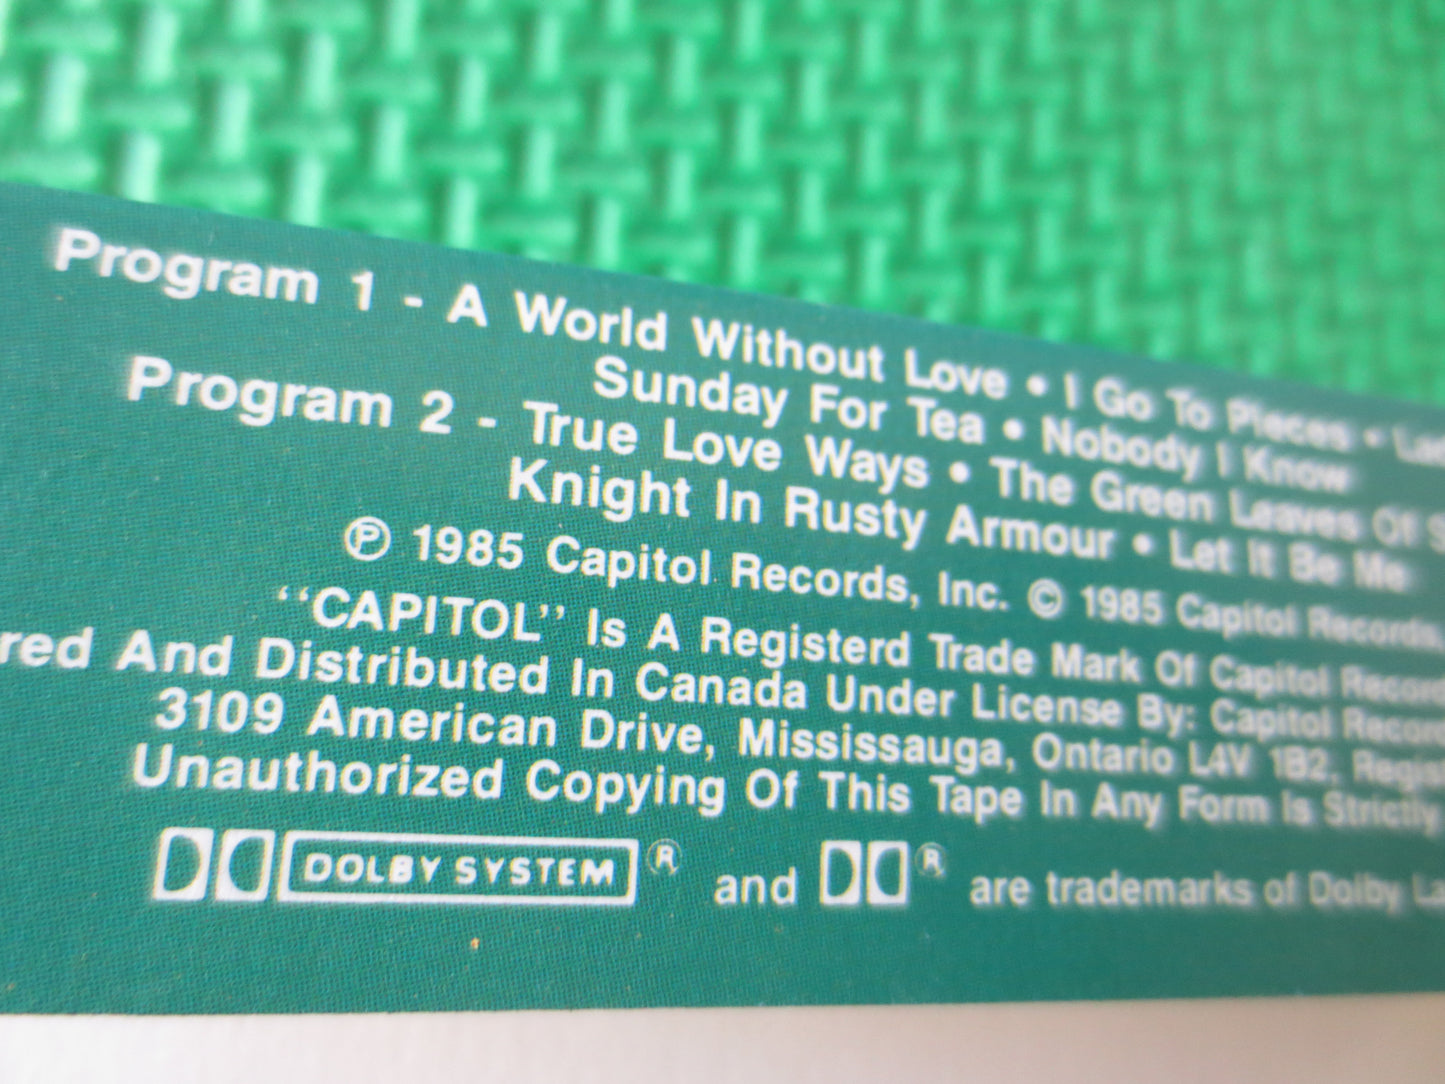 Program 1 - A World Without Love • I Go To Pieces •
Sunday For Tea • Nobody I Know
Program 2 - True Love Ways • The Green Leaves Of
Knight In Rusty Armour • Let It Be Me
Ⓟ 1985 Capitol Records, Inc. © 1985 Capitol Records,
"CAPITOL" Is A Registerd Trade Mark Of Capitol
And Distributed In Canada Under License By: Capitol
3109 American Drive, Mississauga, Ontario L4V 1B2,
Unauthorized Copying Of This Tape In Any Form Is Strictly
DOLBY SYSTEM ® and ® are trademarks of Dolby